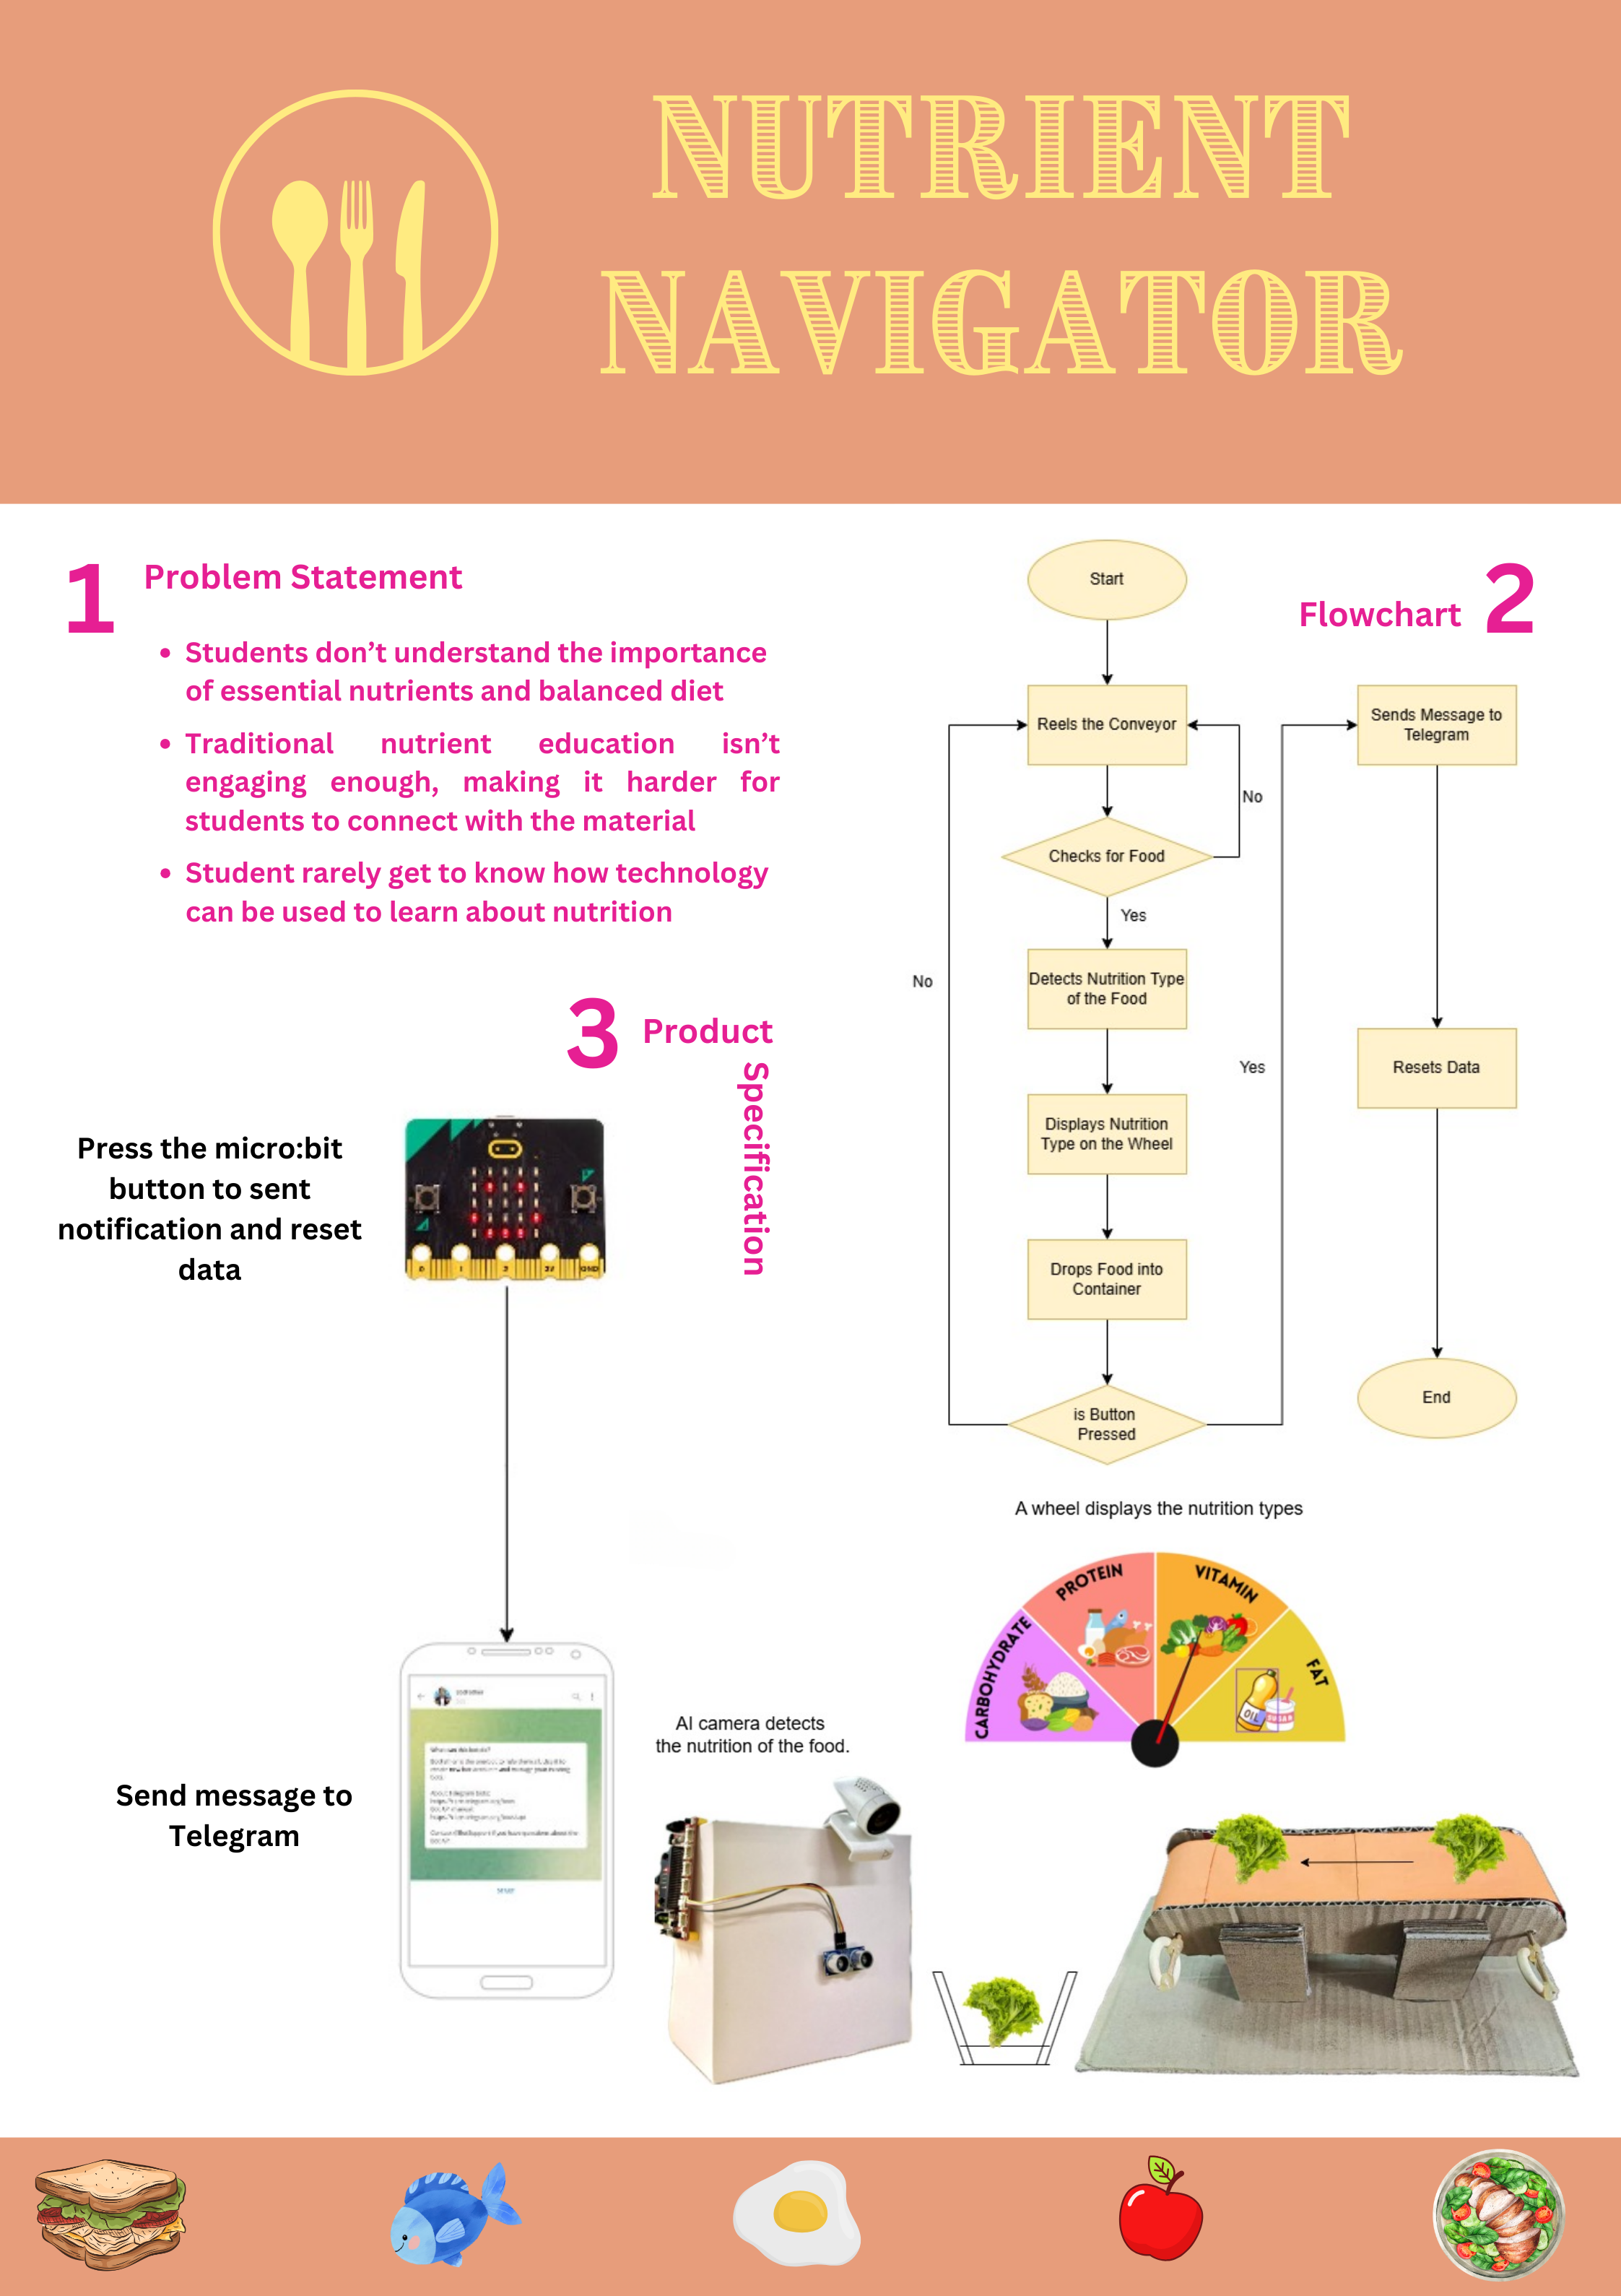 NUTRIENT
NAVIGATOR
1
Problem Statement
• Students don’t understand the importance
of essential nutrients and balanced diet
• Traditional nutrient education isn’t
engaging enough, making it harder for
students to connect with the material
• Student rarely get to know how technology
can be used to learn about nutrition
Flowchart
2
Start
Reels the Conveyor
No
Checks for Food
Yes
Detects Nutrition Type
of the Food
Displays Nutrition
Type on the Wheel
Drops Food into
Container
is Button
Pressed
No
Yes
Sends Message to
Telegram
Resets Data
End
3
Product
Specification
Press the micro:bit
button to sent
notification and reset
data
0
1
2
3V
GND
Send message to
Telegram
A wheel displays the nutrition types
CARBOHYDRATE
PROTEIN
VITAMIN
FAT
OIL
AI camera detects
the nutrition of the food.